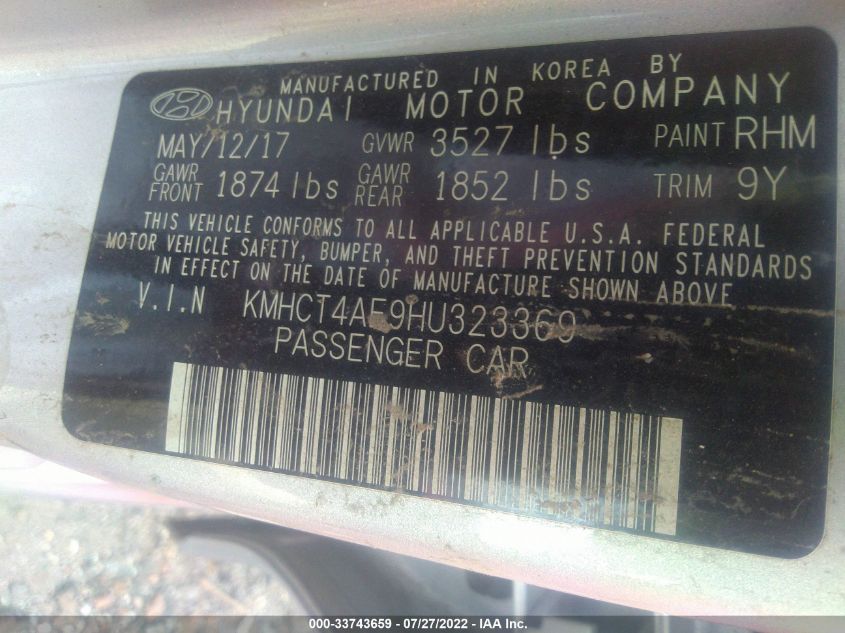 MANUFACTURED IN KOREA BY
HYUNDAI MOTOR COMPANY
MAY/12/17 GVWR 3527 lbs PAINT RHM
GAWR FRONT 1874 lbs GAWR REAR 1852 lbs TRIM 9Y
THIS VEHICLE CONFORMS TO ALL APPLICABLE U.S.A. FEDERAL
MOTOR VEHICLE SAFETY, BUMPER, AND THEFT PREVENTION STANDARDS
IN EFFECT ON THE DATE OF MANUFACTURE SHOWN ABOVE
V.I.N KMHCT4AE9HU323369
PASSENGER CAR
000-33743659 - 07/27/2022 - IAA Inc.